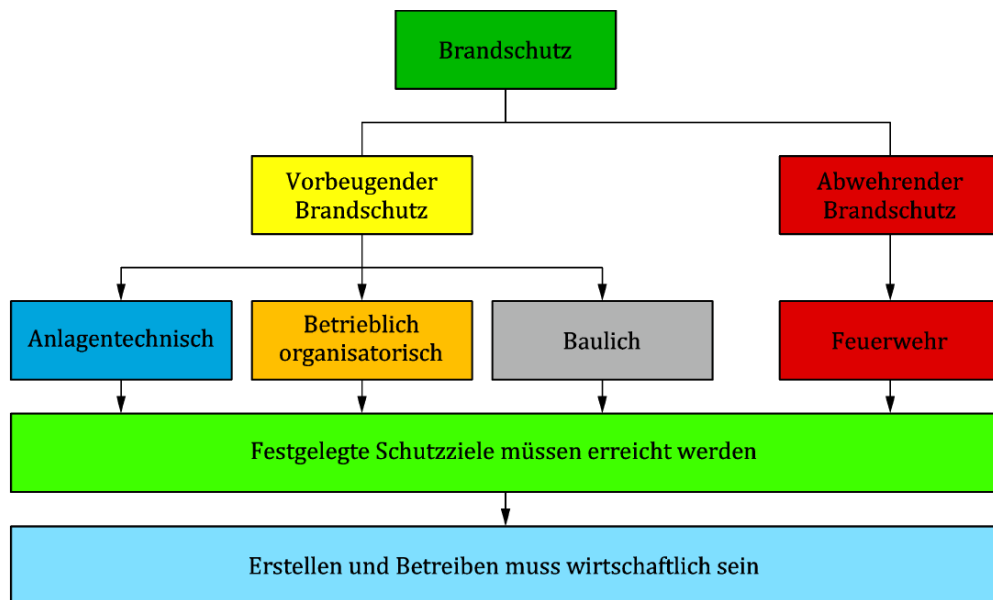 Brandschutz
Vorbeugender
Brandschutz
Abwehrender
Brandschutz
Anlagentechnisch
Betrieblich
organisatorisch
Baulich
Feuerwehr
Festgelegte Schutzziele müssen erreicht werden
Erstellen und Betreiben muss wirtschaftlich sein